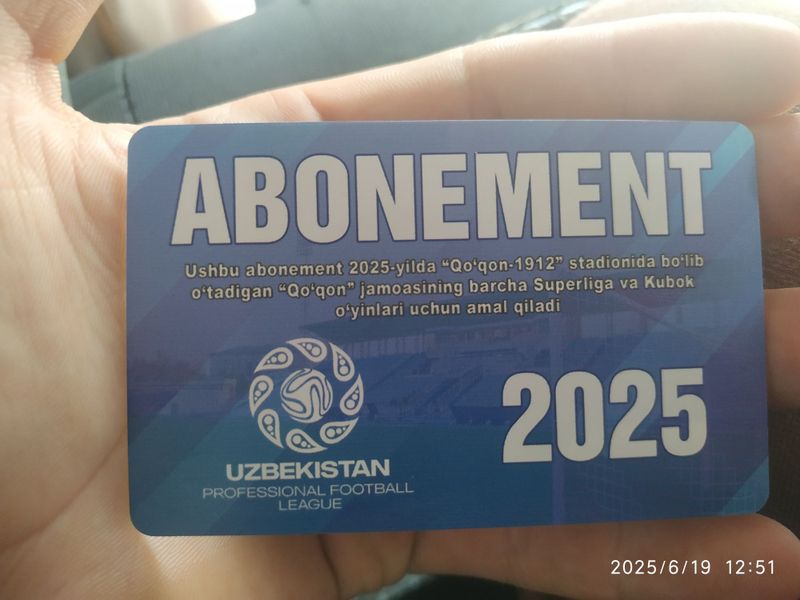 ABONEMENT
Ushbu abonement 2025-yilda “Qo‘qon-1912” stadionida bo‘lib
o‘tadigan “Qo‘qon” jamoasining barcha Superliga va Kubok
o‘yinlari uchun amal qiladi
2025
UZBEKISTAN
PROFESSIONAL FOOTBALL
LEAGUE
2025/6/19 12:51